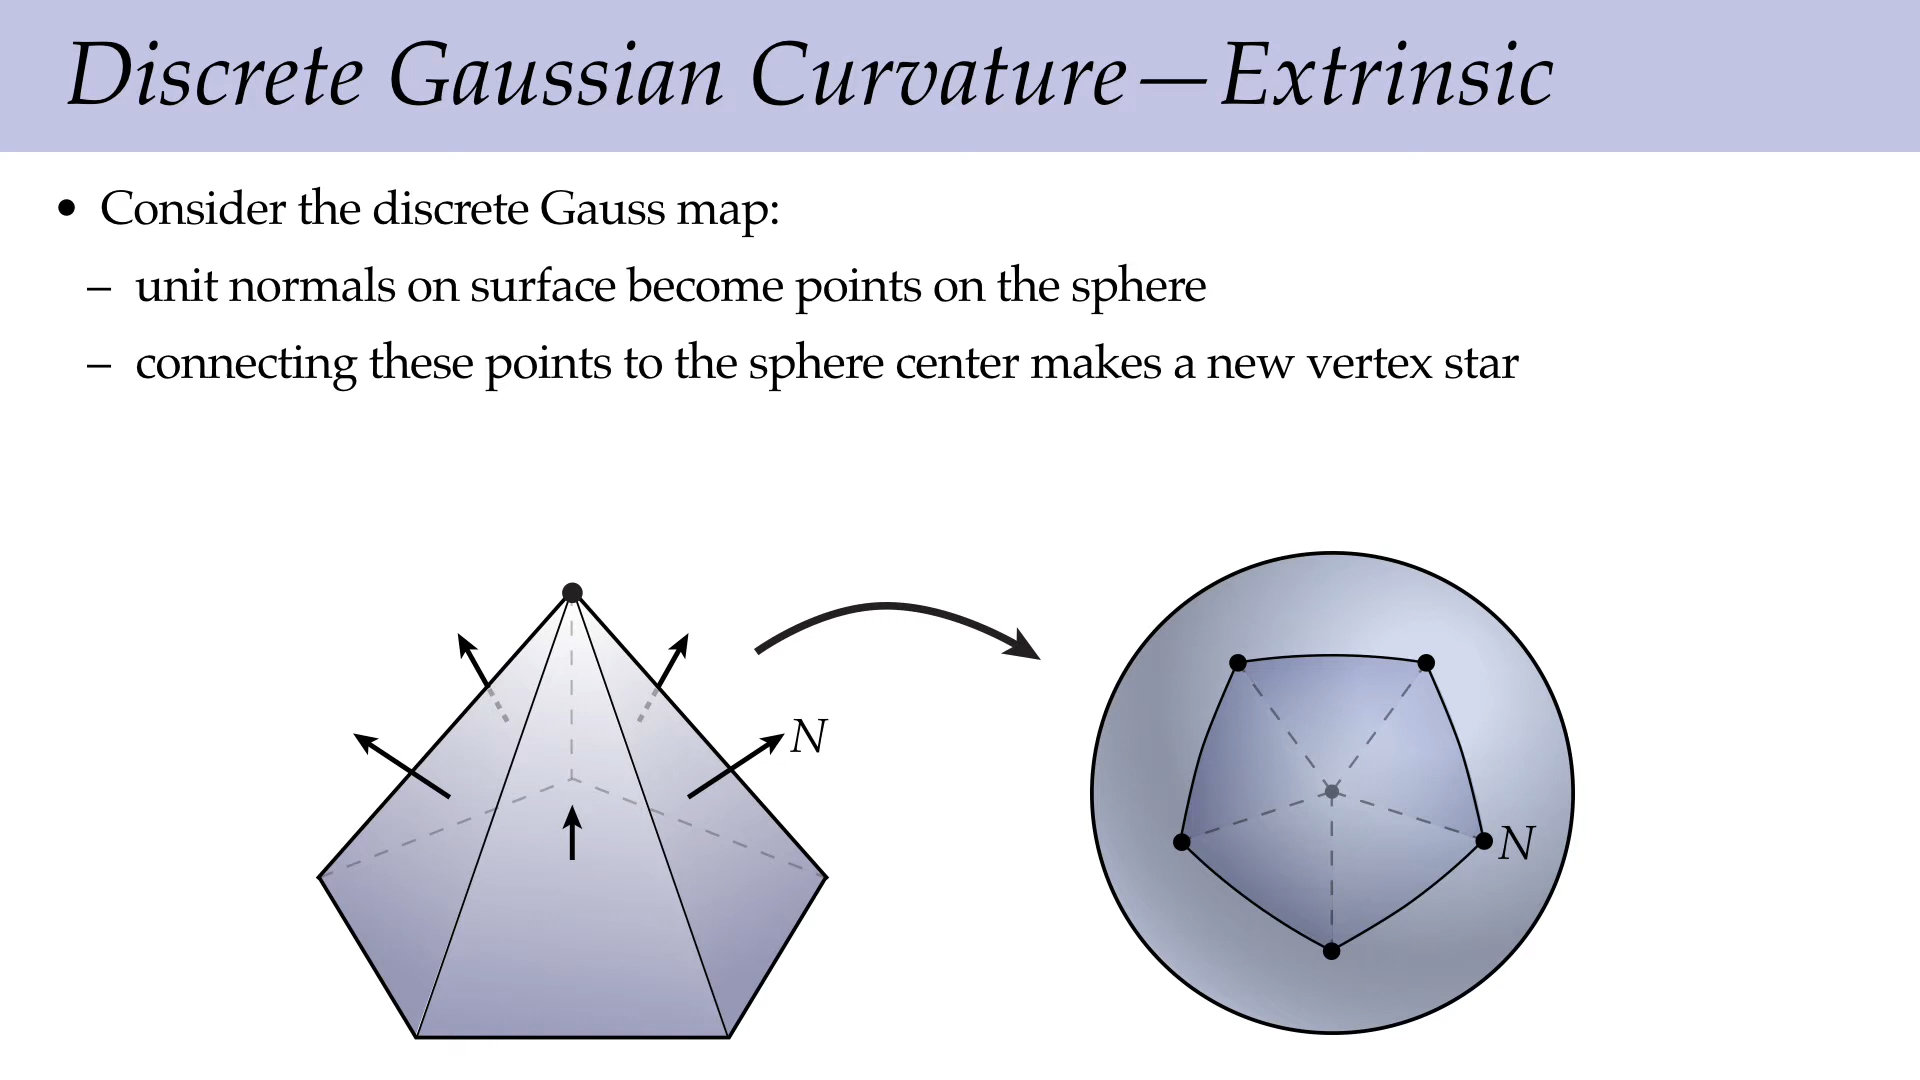 Discrete Gaussian Curvature—Extrinsic
• Consider the discrete Gauss map:
– unit normals on surface become points on the sphere
– connecting these points to the sphere center makes a new vertex star
N
N